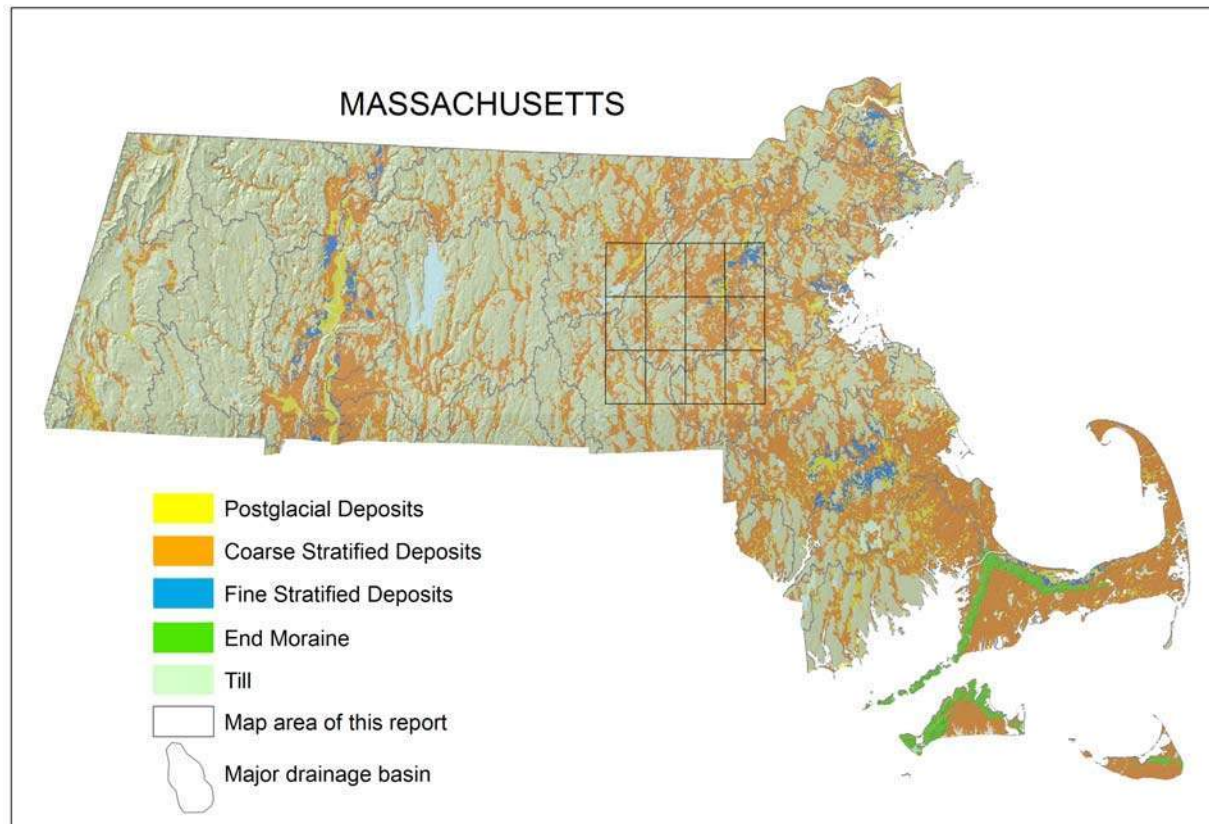 MASSACHUSETTS
Postglacial Deposits
Coarse Stratified Deposits
Fine Stratified Deposits
End Moraine
Till
Map area of this report
Major drainage basin